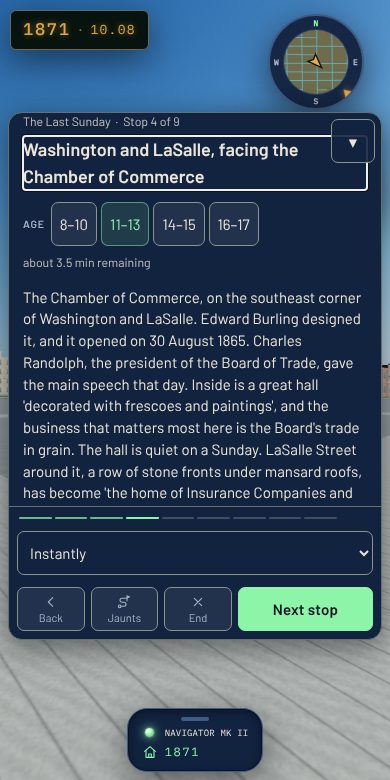 1871 · 10.08
N
W
E
S
The Last Sunday · Stop 4 of 9
Washington and LaSalle, facing the
Chamber of Commerce
▼
AGE 8–10 11–13 14–15 16–17
about 3.5 min remaining
The Chamber of Commerce, on the southeast corner
of Washington and LaSalle. Edward Burling designed
it, and it opened on 30 August 1865. Charles
Randolph, the president of the Board of Trade, gave
the main speech that day. Inside is a great hall
'decorated with frescoes and paintings', and the
business that matters most here is the Board's trade
in grain. The hall is quiet on a Sunday. LaSalle Street
around it, a row of stone fronts under mansard roofs,
has become 'the home of Insurance Companies and
Instantly
Back Jaunts End Next stop
NAVIGATOR MK II
1871